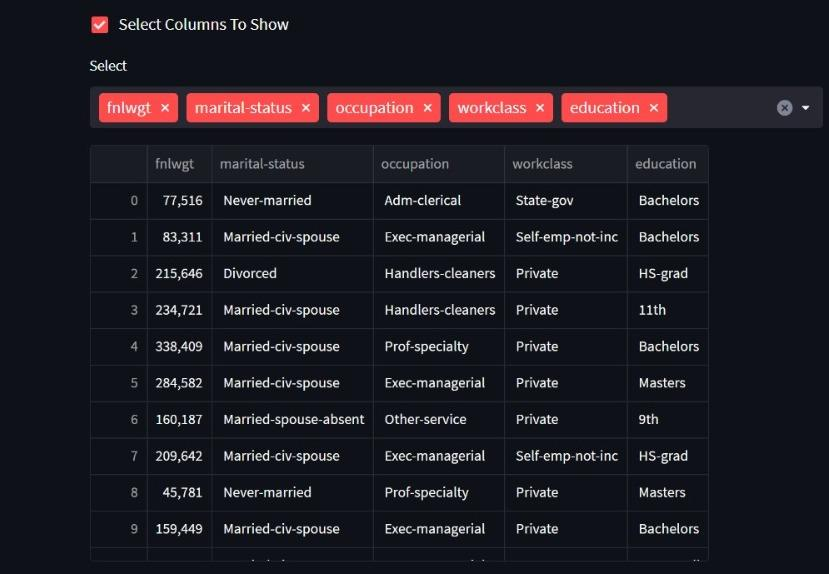 Select Columns To Show
Select
fnlwgt × marital-status × occupation × workclass × education ×
fnlwgt marital-status occupation workclass education
0 77,516 Never-married Adm-clerical State-gov Bachelors
1 83,311 Married-civ-spouse Exec-managerial Self-emp-not-inc Bachelors
2 215,646 Divorced Handlers-cleaners Private HS-grad
3 234,721 Married-civ-spouse Handlers-cleaners Private 11th
4 338,409 Married-civ-spouse Prof-specialty Private Bachelors
5 284,582 Married-civ-spouse Exec-managerial Private Masters
6 160,187 Married-spouse-absent Other-service Private 9th
7 209,642 Married-civ-spouse Exec-managerial Self-emp-not-inc HS-grad
8 45,781 Never-married Prof-specialty Private Masters
9 159,449 Married-civ-spouse Exec-managerial Private Bachelors